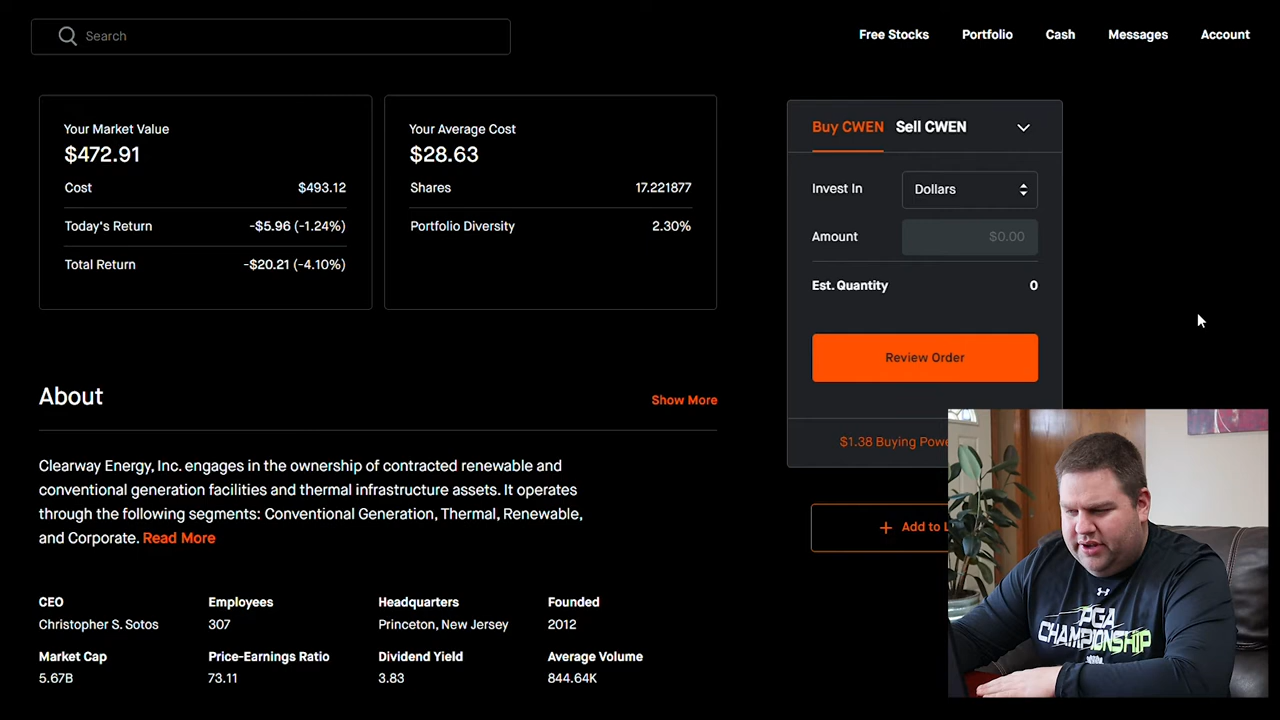 Search
Free Stocks Portfolio Cash Messages Account
Your Market Value
$472.91
Cost $493.12
Today's Return -$5.96 (-1.24%)
Total Return -$20.21 (-4.10%)
Your Average Cost
$28.63
Shares 17.221877
Portfolio Diversity 2.30%
Buy CWEN Sell CWEN
Invest In Dollars
Amount $0.00
Est. Quantity 0
Review Order
$1.38 Buying Powe
+ Add to L
About
Show More
Clearway Energy, Inc. engages in the ownership of contracted renewable and
conventional generation facilities and thermal infrastructure assets. It operates
through the following segments: Conventional Generation, Thermal, Renewable,
and Corporate. Read More
CEO Employees Headquarters Founded
Christopher S. Sotos 307 Princeton, New Jersey 2012
Market Cap Price-Earnings Ratio Dividend Yield Average Volume
5.67B 73.11 3.83 844.64K
PGA
CHAMPIONSHIP